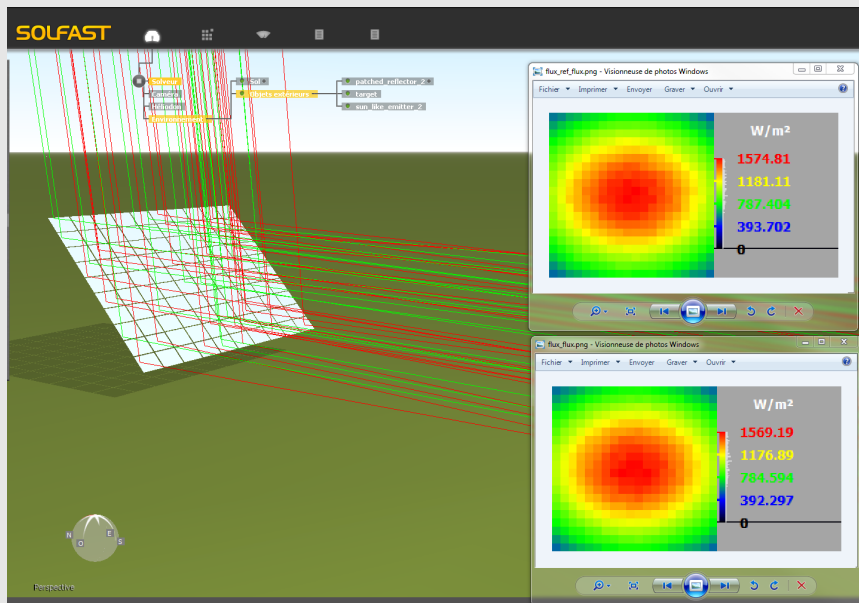 SOLFAST
Solveur
Caméra
Héliodon
Environnement
Sol
Objets extérieurs
patched_reflector_2
target
sun_like_emitter_2
flux_ref_flux.png - Visionneuse de photos Windows
Fichier Imprimer Envoyer Graver Ouvrir
W/m²
1574.81
1181.11
787.404
393.702
0
flux_flux.png - Visionneuse de photos Windows
Fichier Imprimer Envoyer Graver Ouvrir
W/m²
1569.19
1176.89
784.594
392.297
0
N
O
E
S
Perspective